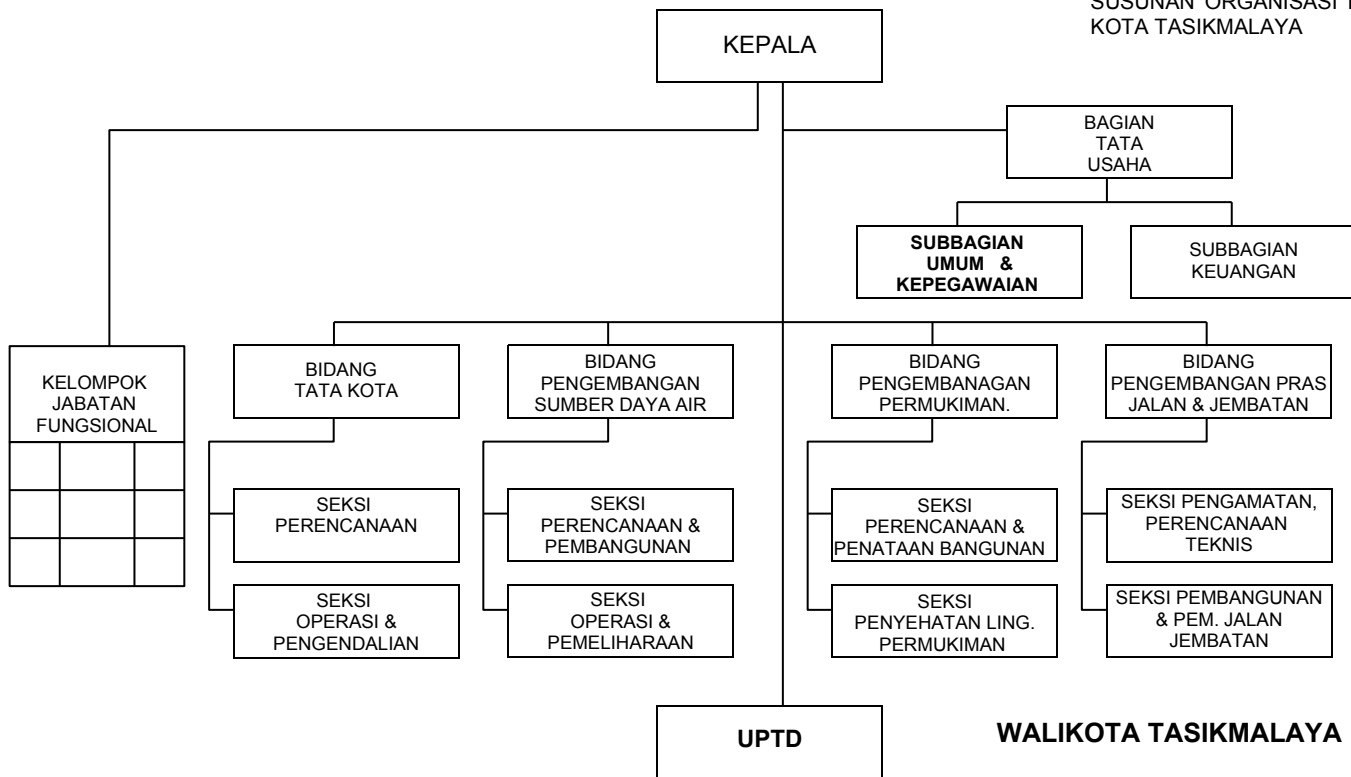 SUSUNAN ORGANISASI
KOTA TASIKMALAYA
KEPALA
BAGIAN
TATA
USAHA
SUBBAGIAN
UMUM &
KEPEGAWAIAN
SUBBAGIAN
KEUANGAN
KELOMPOK
JABATAN
FUNGSIONAL
BIDANG
TATA KOTA
BIDANG
PENGEMBANGAN
SUMBER DAYA AIR
BIDANG
PENGEMBANAGAN
PERMUKIMAN.
BIDANG
PENGEMBANGAN PRAS
JALAN & JEMBATAN
SEKSI
PERENCANAAN
SEKSI
PERENCANAAN &
PEMBANGUNAN
SEKSI
PERENCANAAN &
PENATAAN BANGUNAN
SEKSI PENGAMATAN,
PERENCANAAN
TEKNIS
SEKSI
OPERASI &
PENGENDALIAN
SEKSI
OPERASI &
PEMELIHARAAN
SEKSI
PENYEHATAN LING.
PERMUKIMAN
SEKSI PEMBANGUNAN
& PEM. JALAN
JEMBATAN
UPTD
WALIKOTA TASIKMALAYA